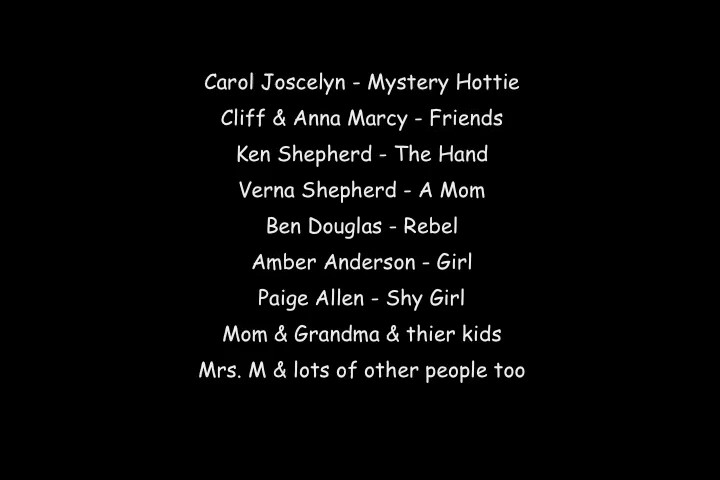 Carol Joscelyn - Mystery Hottie
Cliff & Anna Marcy - Friends
Ken Shepherd - The Hand
Verna Shepherd - A Mom
Ben Douglas - Rebel
Amber Anderson - Girl
Paige Allen - Shy Girl
Mom & Grandma & thier kids
Mrs. M & lots of other people too